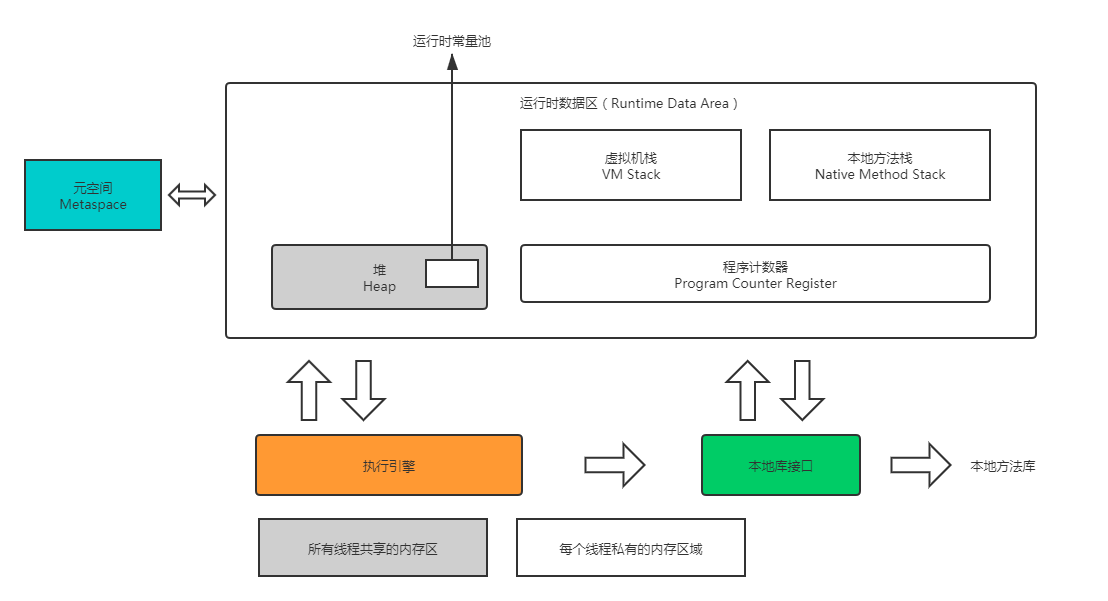 运行时常量池
运行时数据区 ( Runtime Data Area )
虚拟机栈
VM Stack
本地方法栈
Native Method Stack
元空间
Metaspace
堆
Heap
程序计数器
Program Counter Register
执行引擎
本地库接口
本地方法库
所有线程共享的内存区
每个线程私有的内存区域